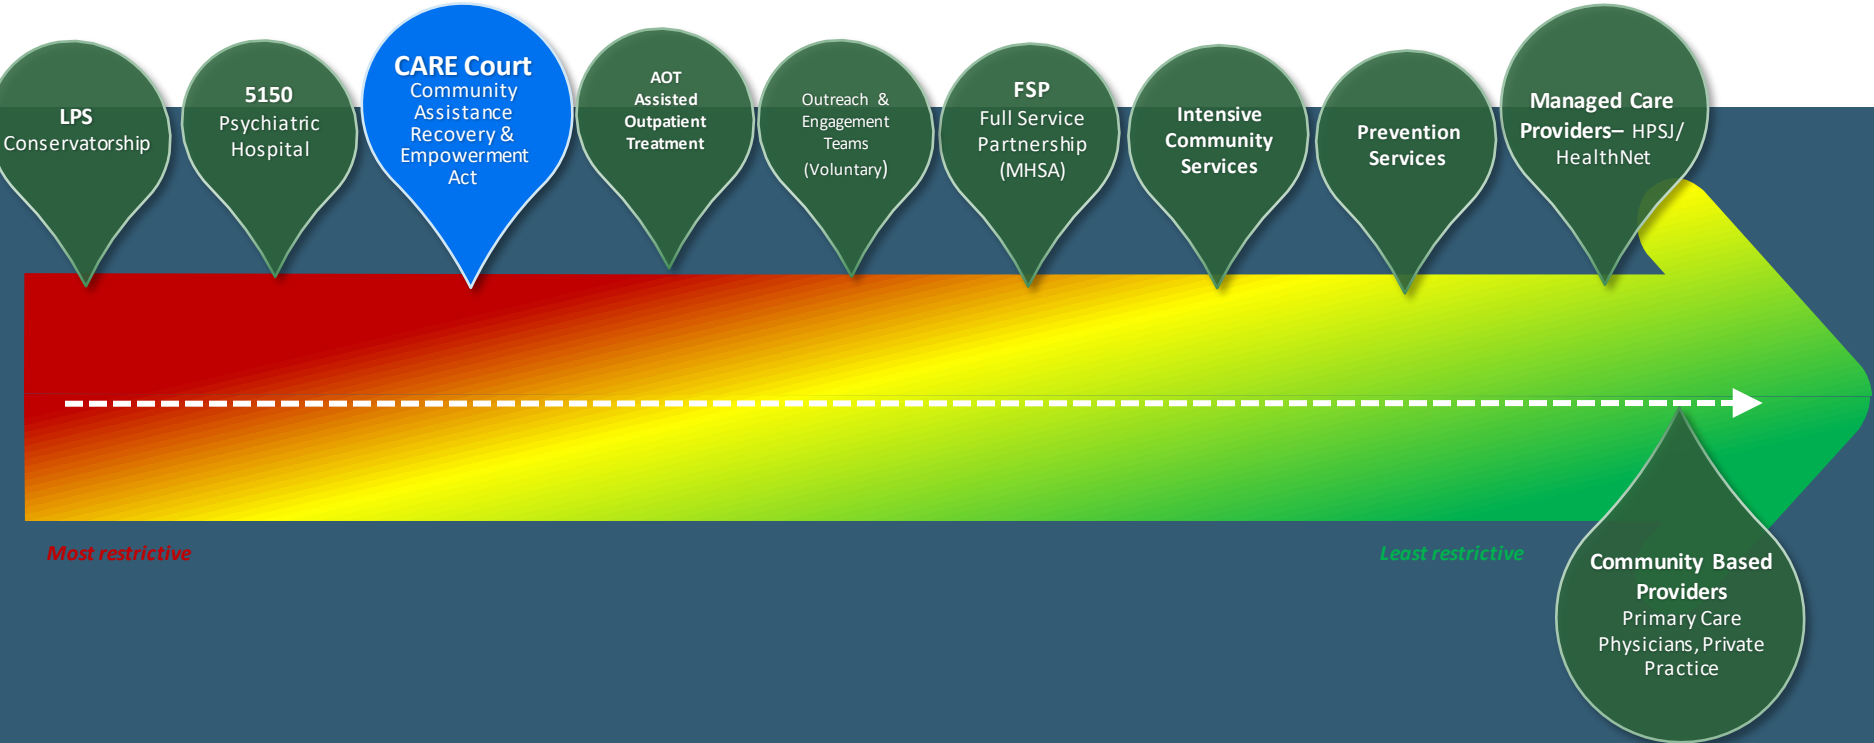 LPS
Conservatorship
5150
Psychiatric
Hospital
CARE Court
Community
Assistance
Recovery &
Empowerment
Act
AOT
Assisted
Outpatient
Treatment
Outreach &
Engagement
Teams
(Voluntary)
FSP
Full Service
Partnership
(MHSA)
Intensive
Community
Services
Prevention
Services
Managed Care
Providers– HPSJ/
HealthNet
Most restrictive
Least restrictive
Community Based
Providers
Primary Care
Physicians, Private
Practice